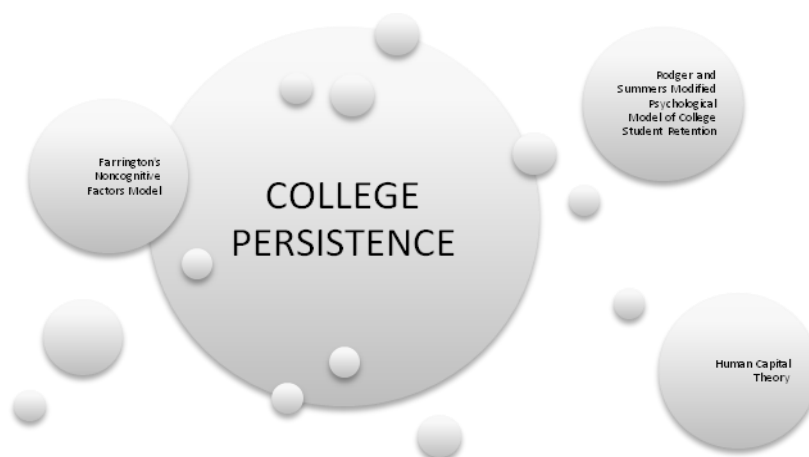 Rodger and
Summers Modified
Psychological
Model of College
Student Retention
Farrington's
Noncognitive
Factors Model
COLLEGE
PERSISTENCE
Human Capital
Theory